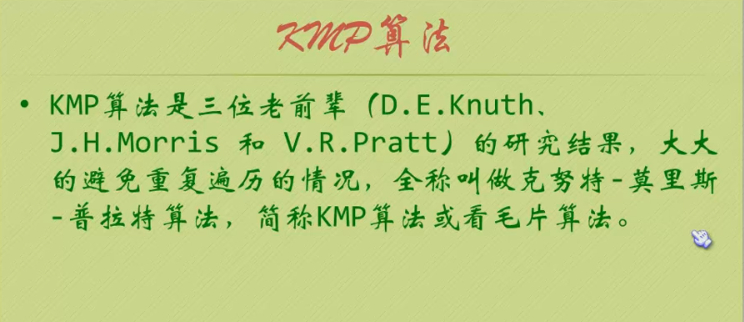 KMP算法
• KMP算法是三位老前辈（D.E.Knuth、
J.H.Morris 和 V.R.Pratt）的研究结果，大大
的避免重复遍历的情况，全称叫做克努特-莫里斯
-普拉特算法，简称KMP算法或看毛片算法。